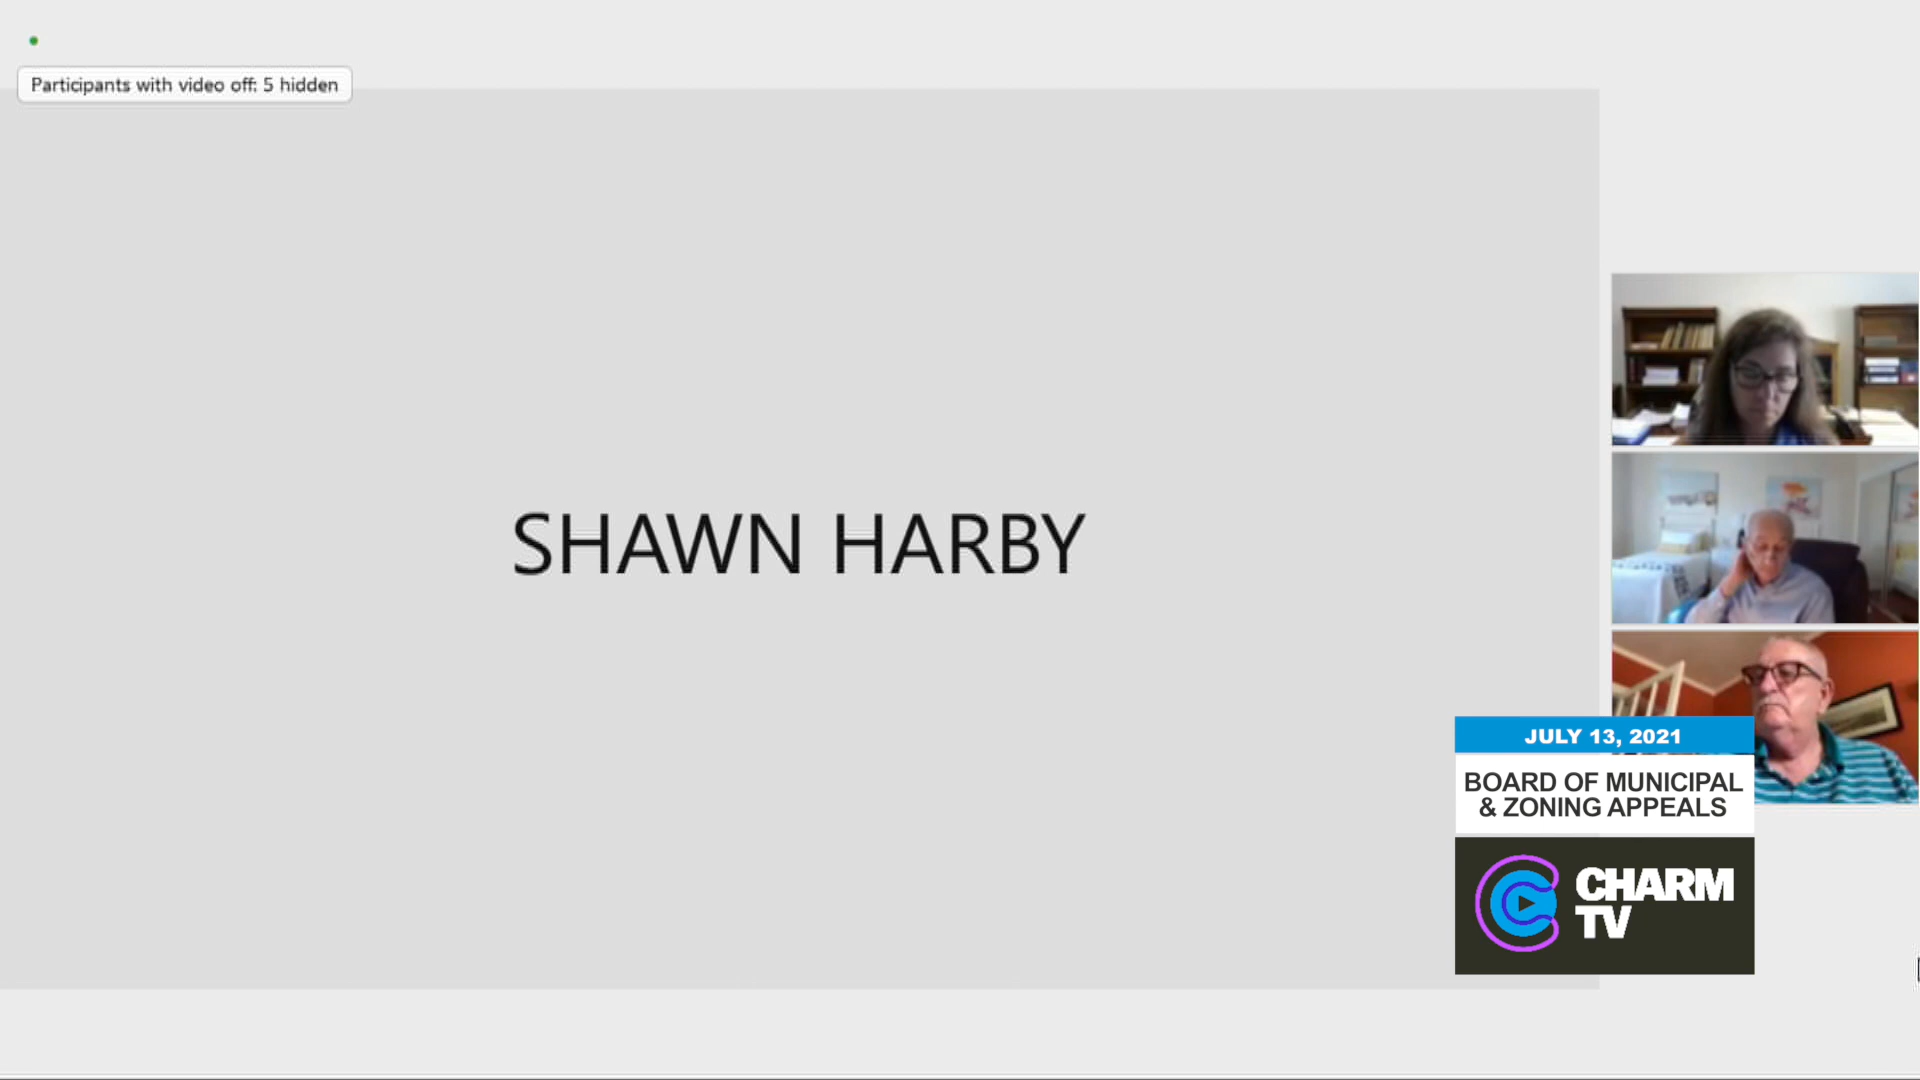 Participants with video off: 5 hidden
SHAWN HARBY
JULY 13, 2021
BOARD OF MUNICIPAL
& ZONING APPEALS
CHARM
TV